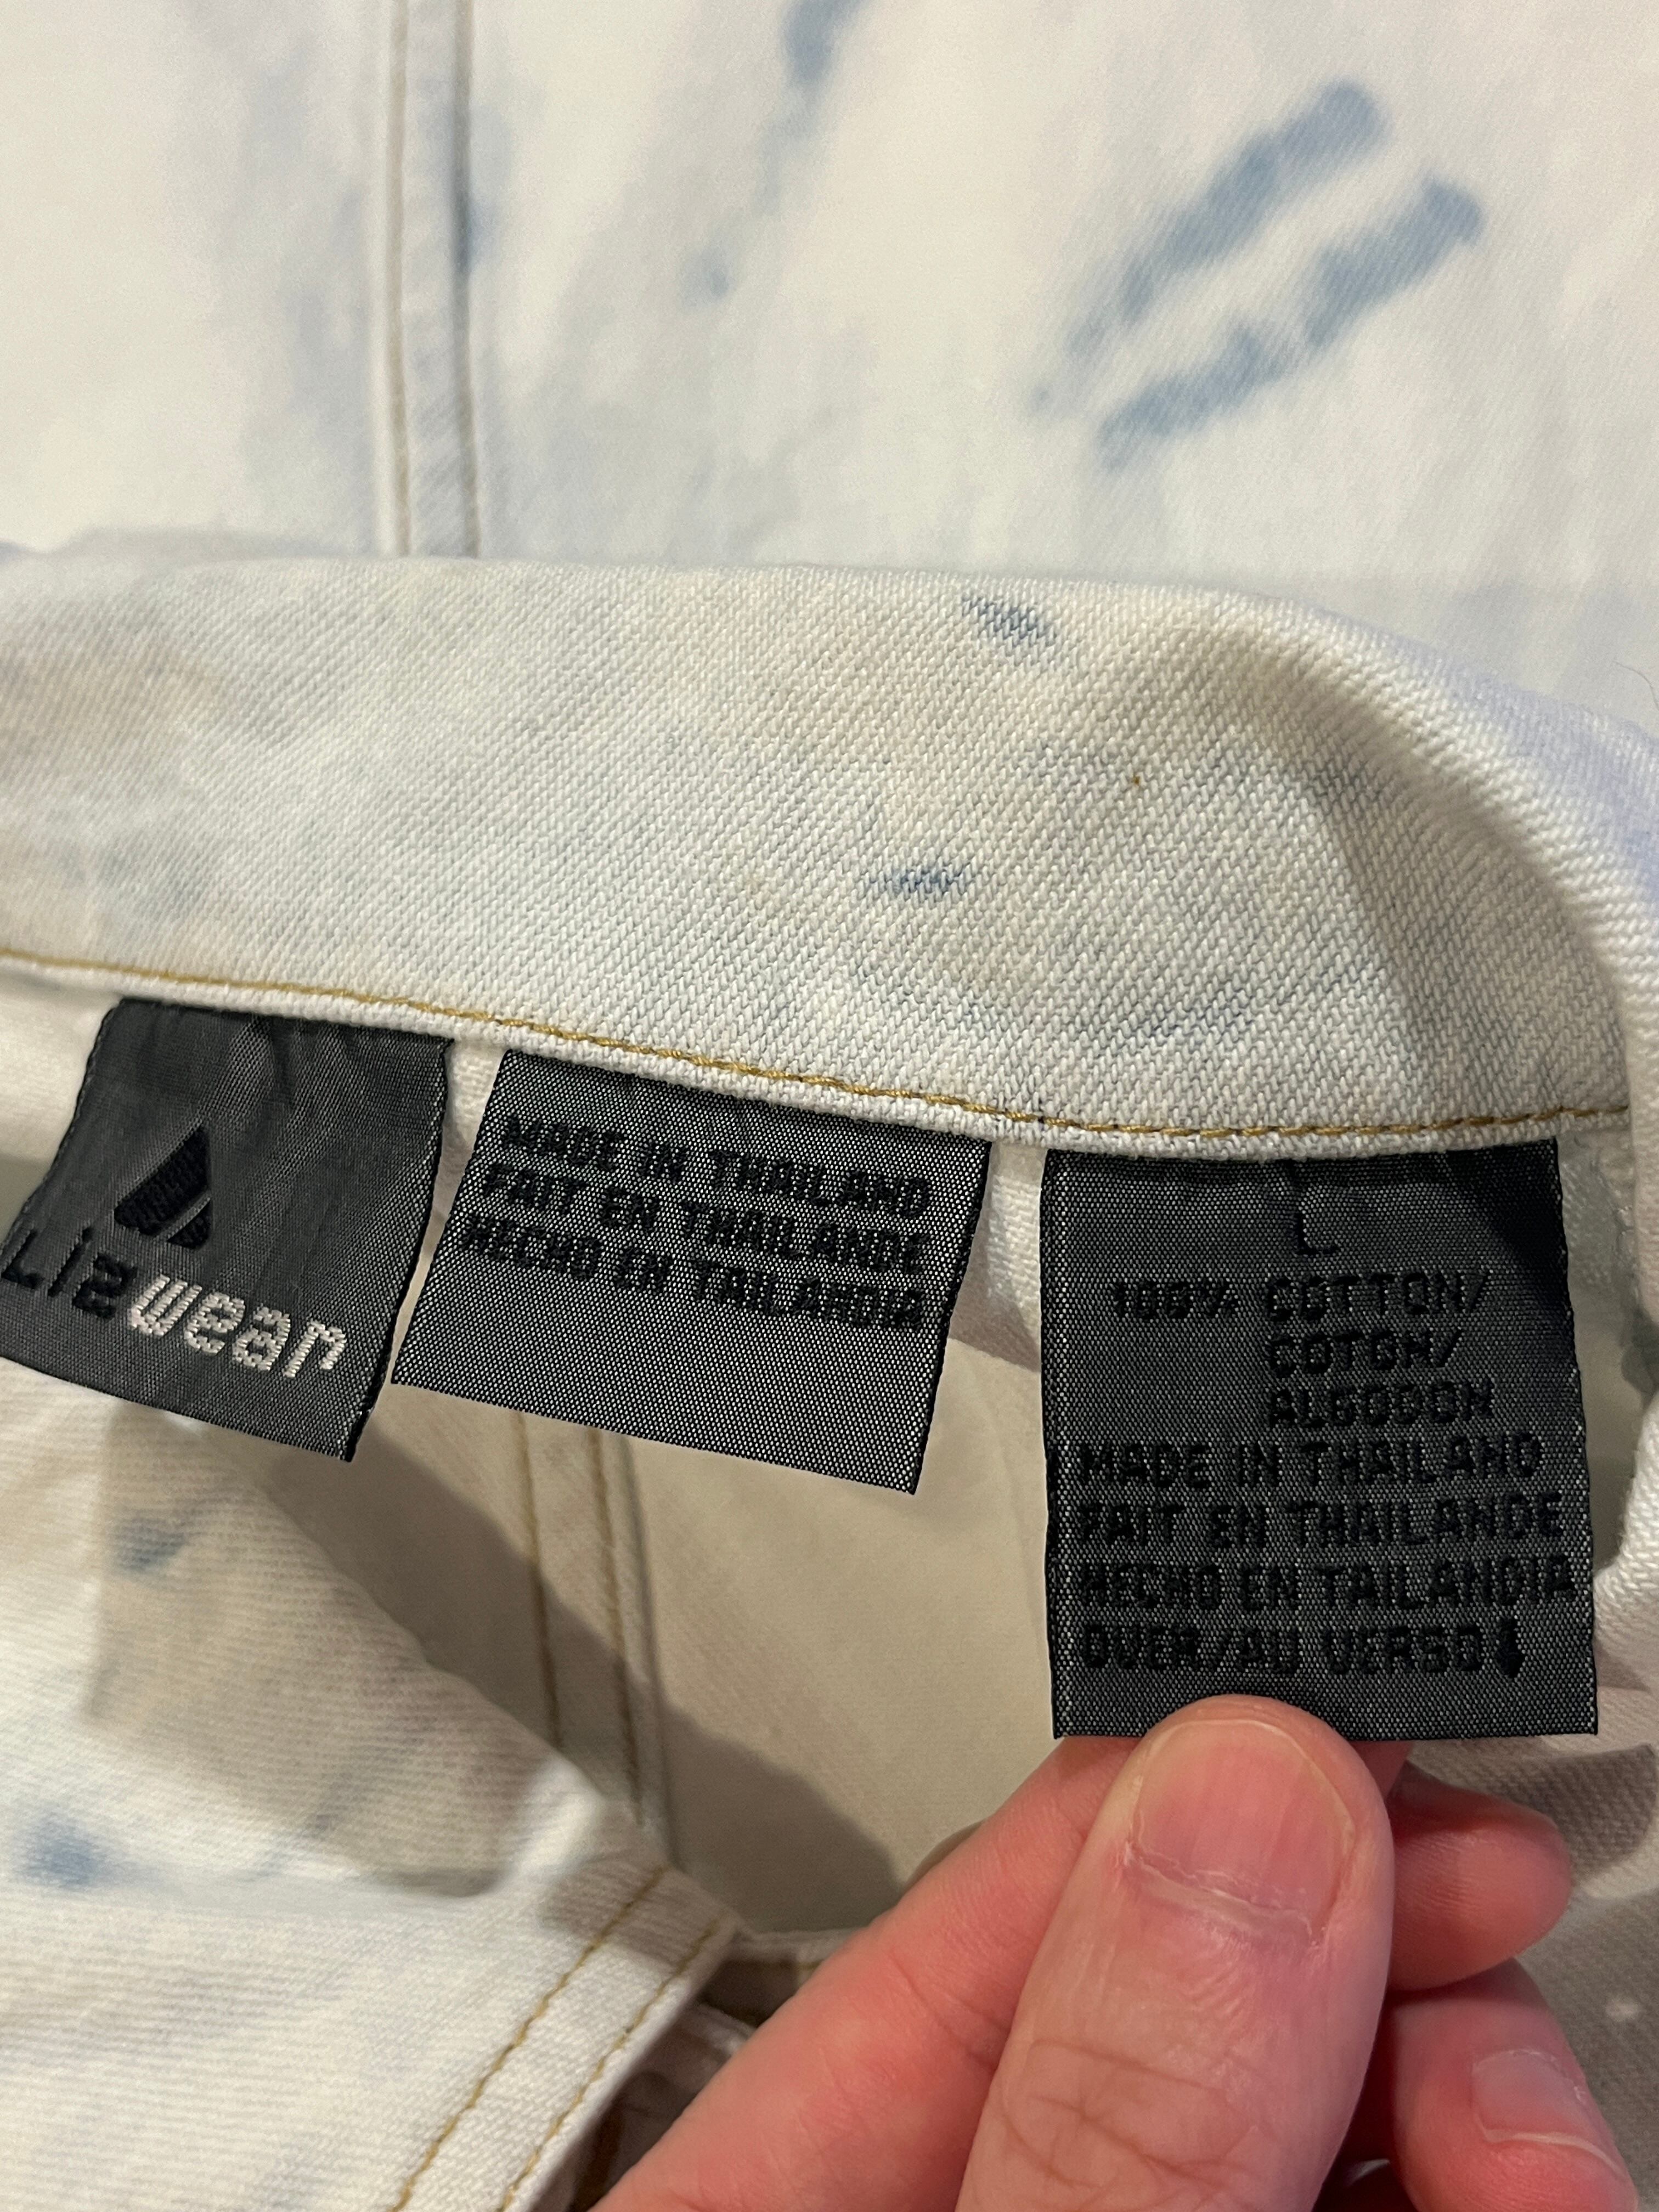 Lizwear
MADE IN THAILAND
FAIT EN THAILANDE
HECHO EN TAILANDIA
L
100% COTTON/
COTON/
ALGODON
MADE IN THAILAND
FAIT EN THAILANDE
HECHO EN TAILANDIA
OVER/AU VERSO